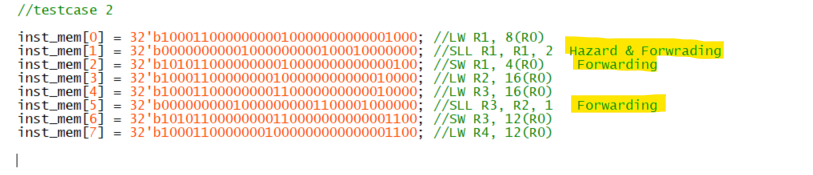 //testcase 2
inst_mem[0] = 32'b10001100000000010000000000001000; //LW R1, 8(R0)
inst_mem[1] = 32'b00000000001000000000100010000000; //SLL R1, R1, 2 Hazard & Forwrading
inst_mem[2] = 32'b10101100000000010000000000000100; //SW R1, 4(R0) Forwarding
inst_mem[3] = 32'b10001100000000100000000000010000; //LW R2, 16(R0)
inst_mem[4] = 32'b10001100000000110000000000010000; //LW R3, 16(R0)
inst_mem[5] = 32'b00000000010000000001100001000000; //SLL R3, R2, 1 Forwarding
inst_mem[6] = 32'b10101100000000110000000000001100; //SW R3, 12(R0)
inst_mem[7] = 32'b10001100000001000000000000001100; //LW R4, 12(R0)